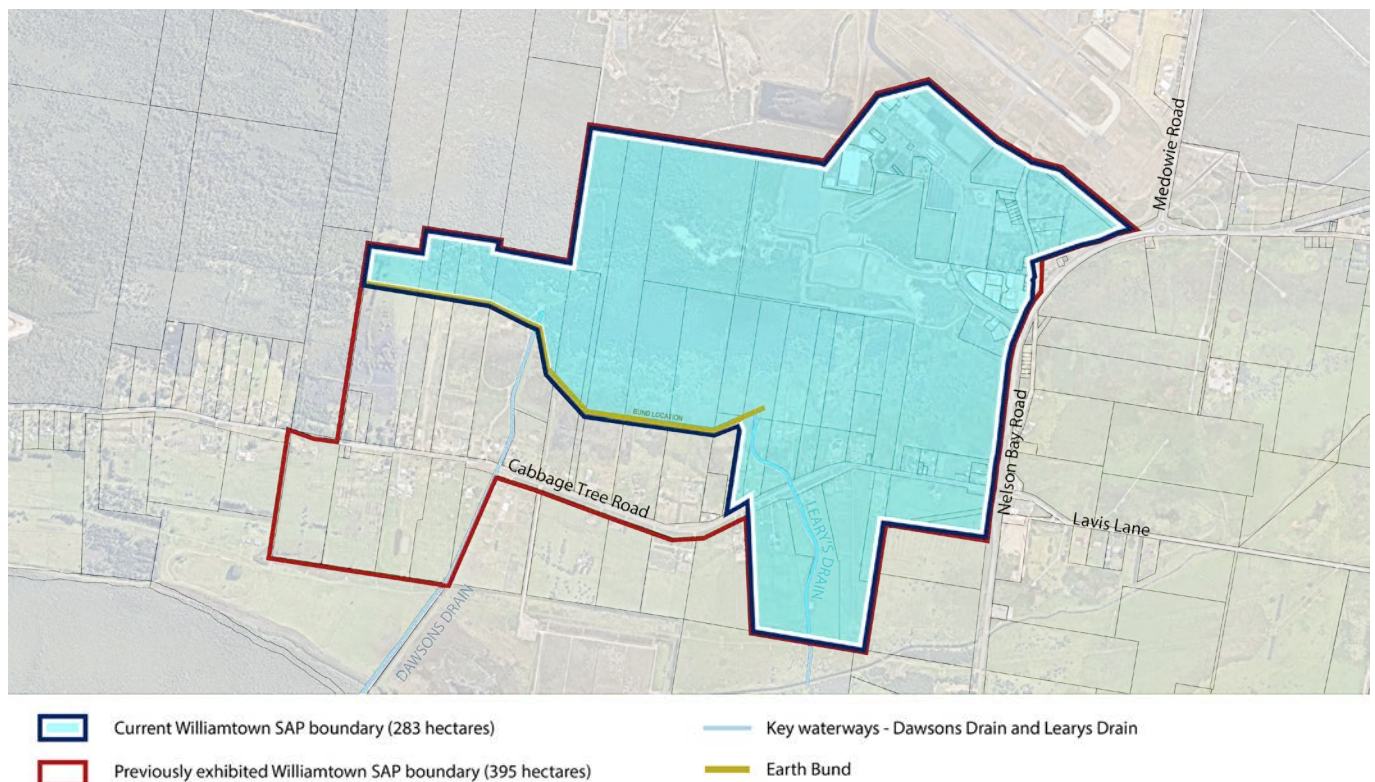 Medowie Road
BUND LOCATION
Cabbage Tree Road
Nelson Bay Road
Lavis Lane
LEARY'S DRAIN
DAWSONS DRAIN
Current Williamtown SAP boundary (283 hectares)
Key waterways - Dawsons Drain and Learys Drain
Previously exhibited Williamtown SAP boundary (395 hectares)
Earth Bund